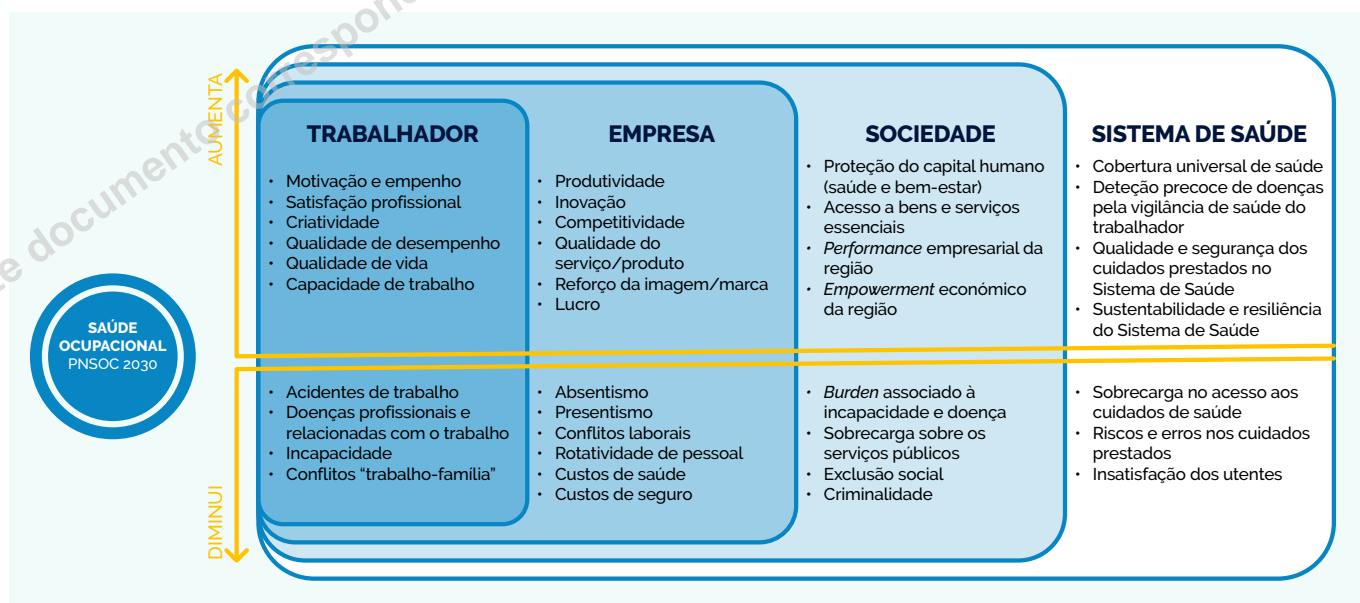 te documento correspon
AUMENTA
TRABALHADOR
• Motivação e empenho
• Satisfação profissional
• Criatividade
• Qualidade de desempenho
• Qualidade de vida
• Capacidade de trabalho
EMPRESA
• Produtividade
• Inovação
• Competitividade
• Qualidade do
serviço/produto
• Reforço da imagem/marca
• Lucro
SOCIEDADE
• Proteção do capital humano
(saúde e bem-estar)
• Acesso a bens e serviços
essenciais
• Performance empresarial da
região
• Empowerment económico
da região
SISTEMA DE SAÚDE
• Cobertura universal de saúde
• Deteção precoce de doenças
pela vigilância de saúde do
trabalhador
• Qualidade e segurança dos
cuidados prestados no
Sistema de Saúde
• Sustentabilidade e resiliência
do Sistema de Saúde
SAÚDE
OCUPACIONAL
PNSOC 2030
DIMINUI
• Acidentes de trabalho
• Doenças profissionais e
relacionadas com o trabalho
• Incapacidade
• Conflitos “trabalho-família”
• Absentismo
• Presentismo
• Conflitos laborais
• Rotatividade de pessoal
• Custos de saúde
• Custos de seguro
• Burden associado à
incapacidade e doença
• Sobrecarga sobre os
serviços públicos
• Exclusão social
• Criminalidade
• Sobrecarga no acesso aos
cuidados de saúde
• Riscos e erros nos cuidados
prestados
• Insatisfação dos utentes